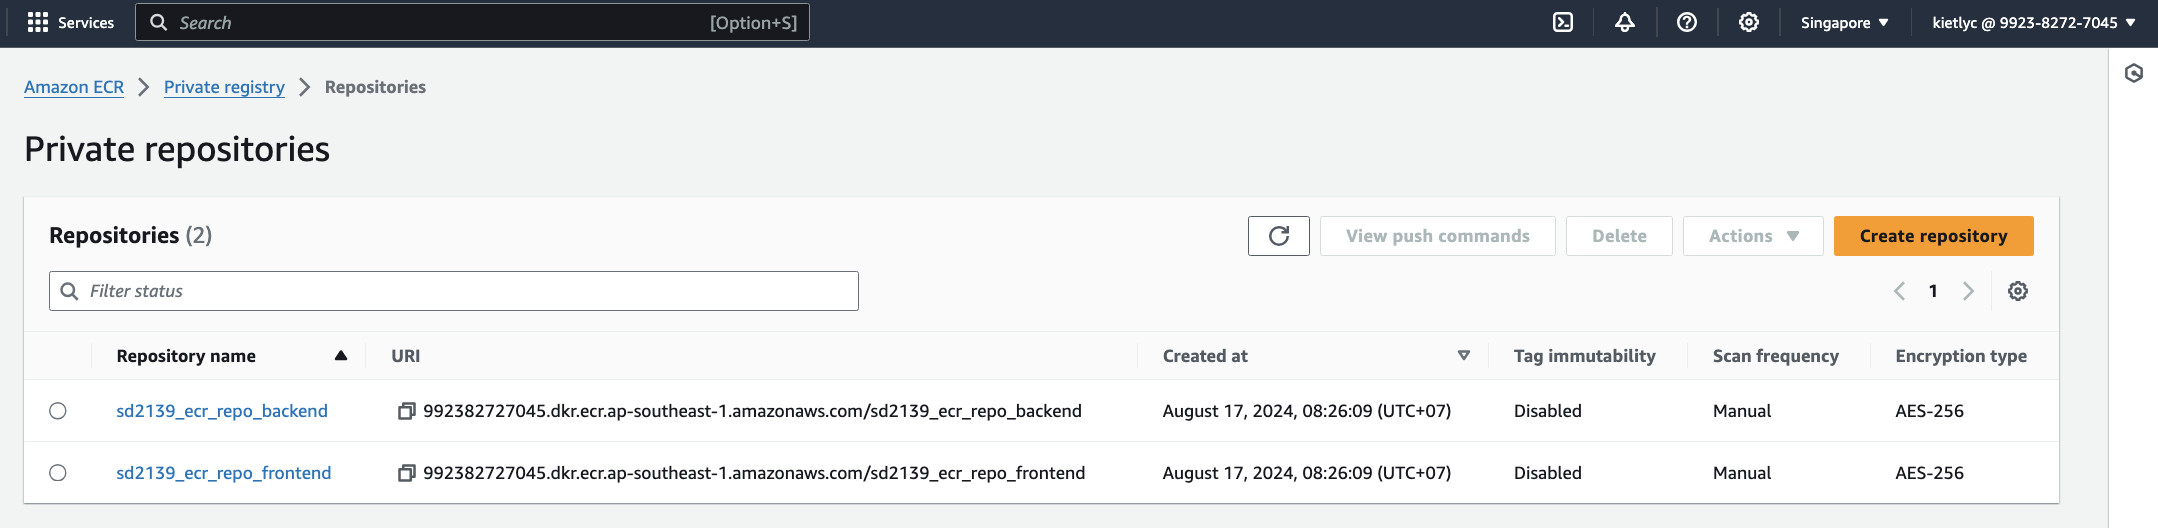 Services Search [Option+S] Singapore kietlyc @ 9923-8272-7045
Amazon ECR Private registry Repositories
Private repositories
Repositories (2) View push commands Delete Actions Create repository
Filter status 1
Repository name URI Created at Tag immutability Scan frequency Encryption type
sd2139_ecr_repo_backend 992382727045.dkr.ecr.ap-southeast-1.amazonaws.com/sd2139_ecr_repo_backend August 17, 2024, 08:26:09 (UTC+07) Disabled Manual AES-256
sd2139_ecr_repo_frontend 992382727045.dkr.ecr.ap-southeast-1.amazonaws.com/sd2139_ecr_repo_frontend August 17, 2024, 08:26:09 (UTC+07) Disabled Manual AES-256